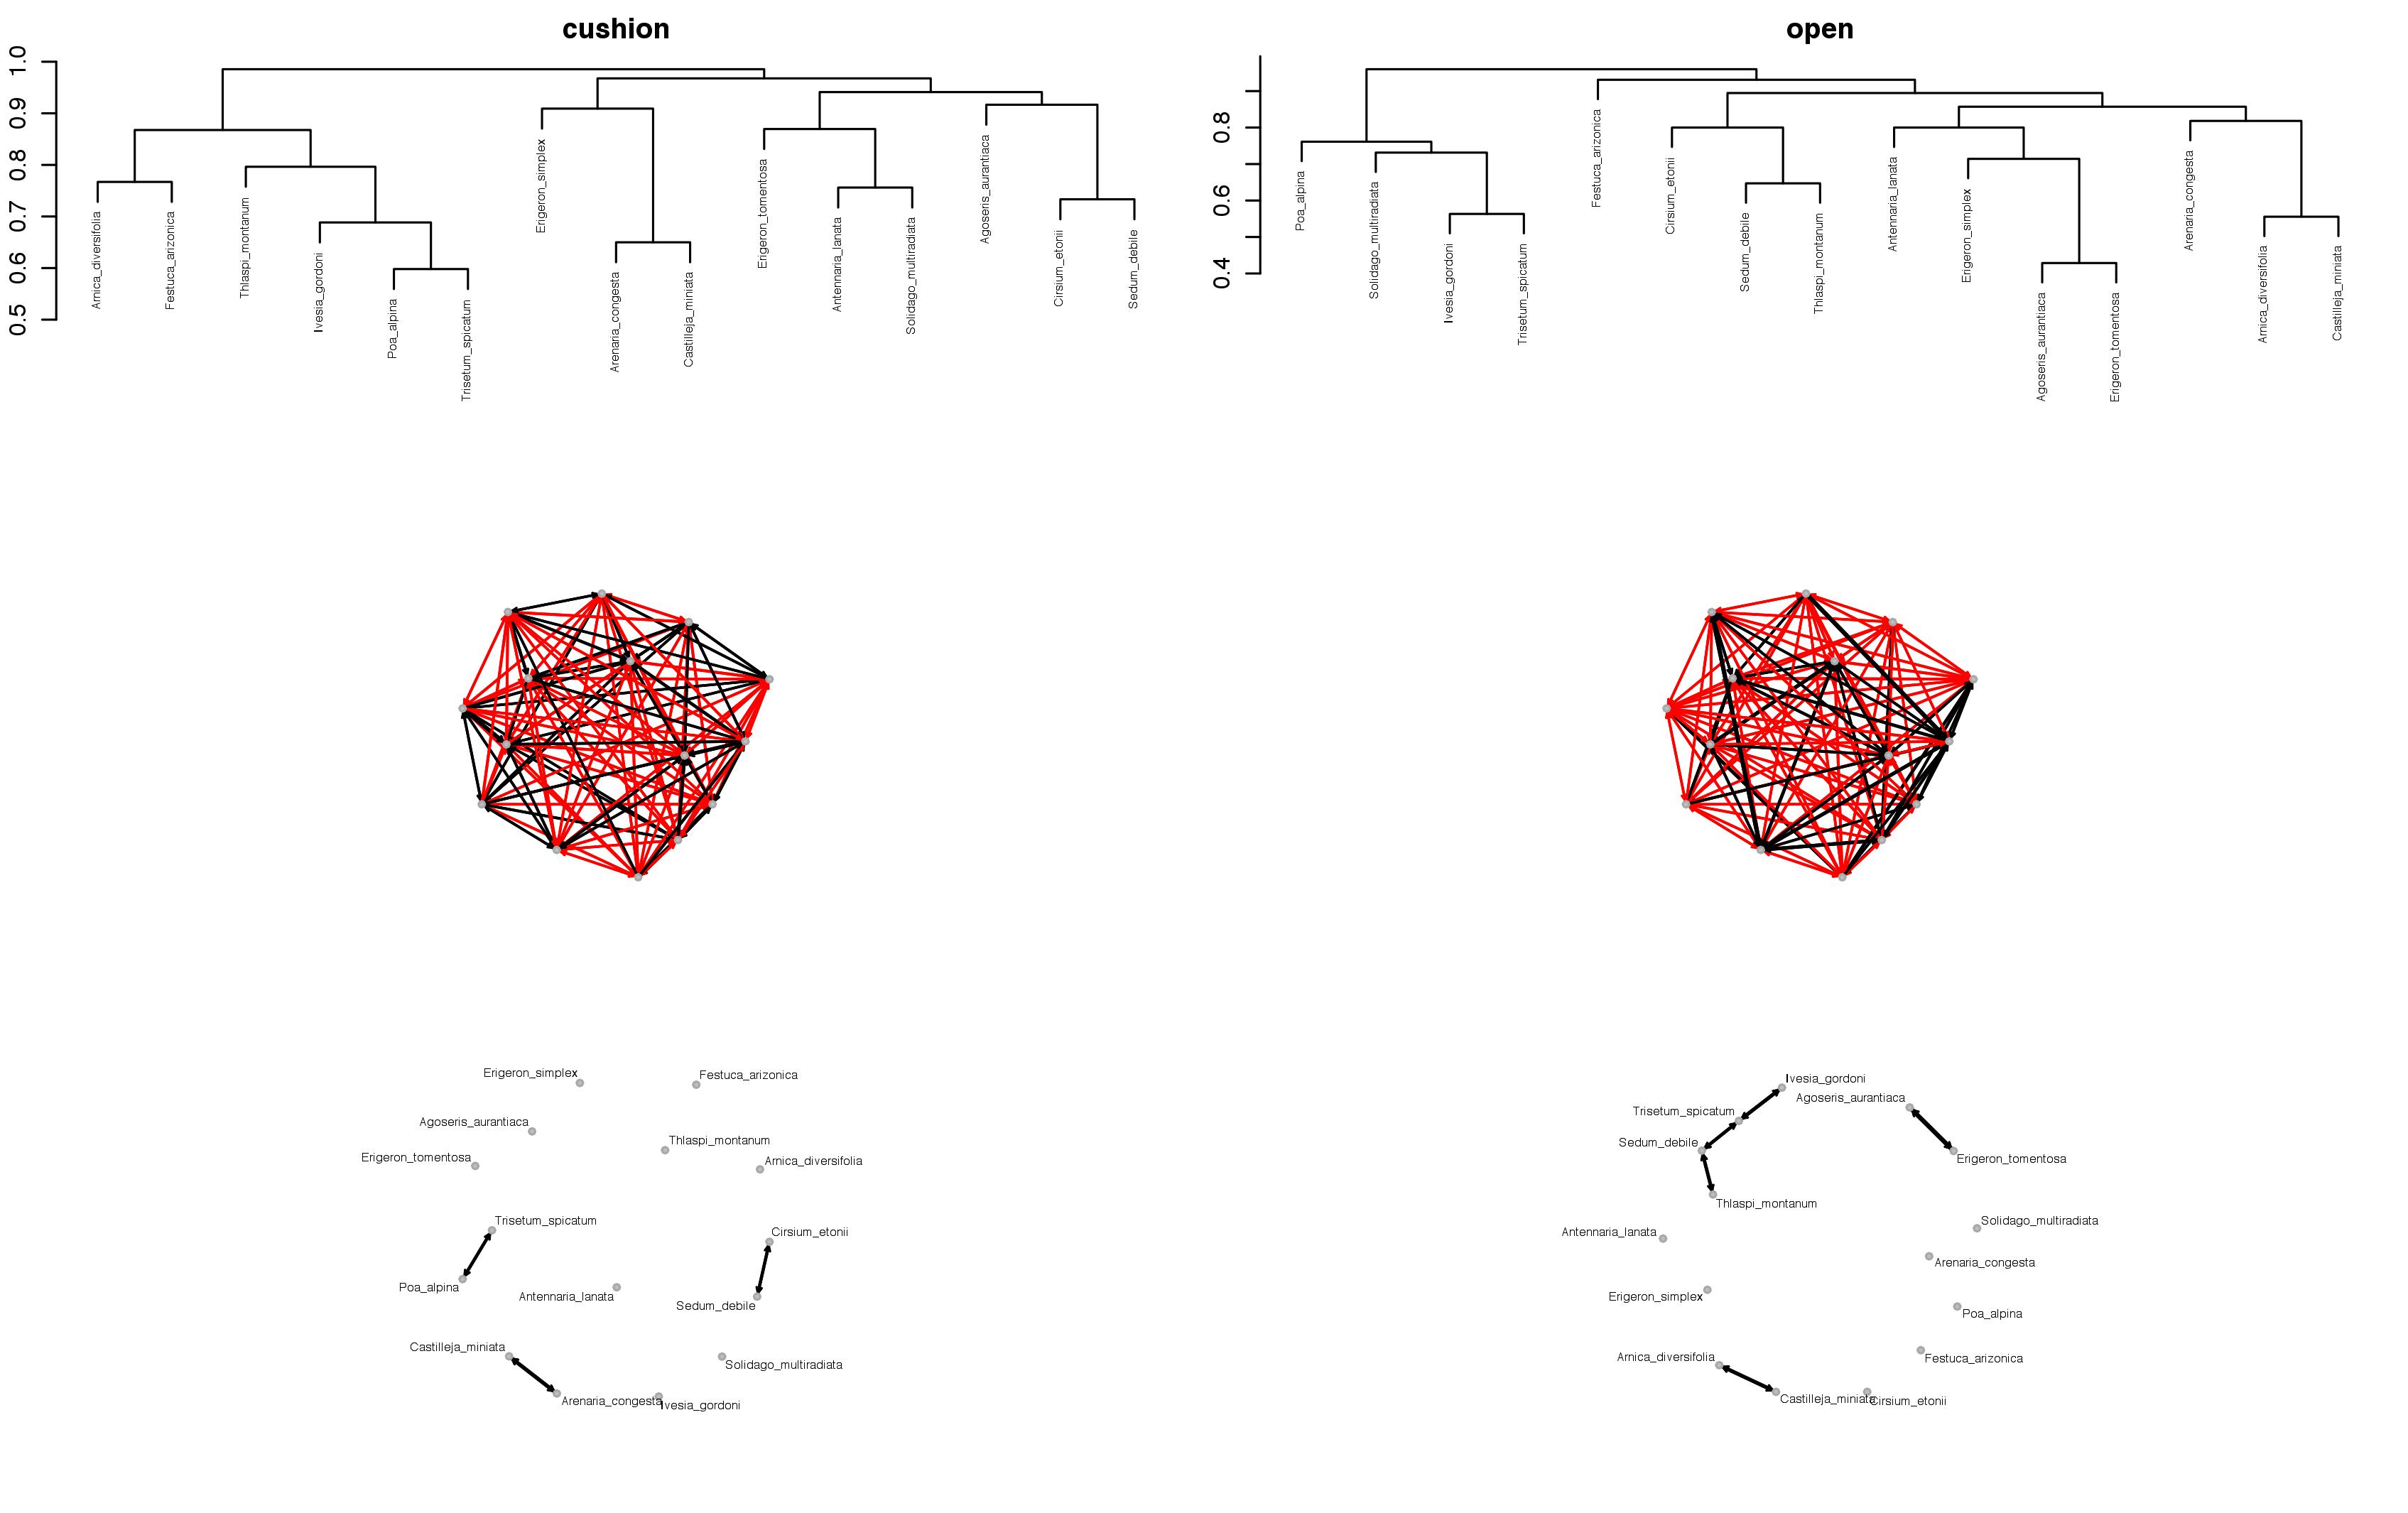 cushion
open
1.0
0.9
0.8
0.7
0.6
0.5
Arnica_diversifolia
Festuca_arizonica
Thlaspi_montanum
Ivesia_gordoni
Poa_alpina
Trisetum_spicatum
Erigeron_simplex
Arenaria_congesta
Castilleja_miniata
Erigeron_tomentosa
Antennaria_lanata
Solidago_multiradiata
Agoseris_aurantiaca
Cirsium_etonii
Sedum_debile
0.8
0.6
0.4
Poa_alpina
Solidago_multiradiata
Ivesia_gordoni
Trisetum_spicatum
Festuca_arizonica
Cirsium_etonii
Sedum_debile
Thlaspi_montanum
Antennaria_lanata
Erigeron_simplex
Agoseris_aurantiaca
Erigeron_tomentosa
Arenaria_congesta
Arnica_diversifolia
Castilleja_miniata
Erigeron_simplex
Festuca_arizonica
Agoseris_aurantiaca
Thlaspi_montanum
Erigeron_tomentosa
Arnica_diversifolia
Trisetum_spicatum
Cirsium_etonii
Poa_alpina
Antennaria_lanata
Sedum_debile
Castilleja_miniata
Solidago_multiradiata
Arenaria_congesta
Ivesia_gordoni
Ivesia_gordoni
Agoseris_aurantiaca
Trisetum_spicatum
Sedum_debile
Erigeron_tomentosa
Thlaspi_montanum
Solidago_multiradiata
Antennaria_lanata
Arenaria_congesta
Erigeron_simplex
Poa_alpina
Arnica_diversifolia
Festuca_arizonica
Castilleja_miniata
Cirsium_etonii